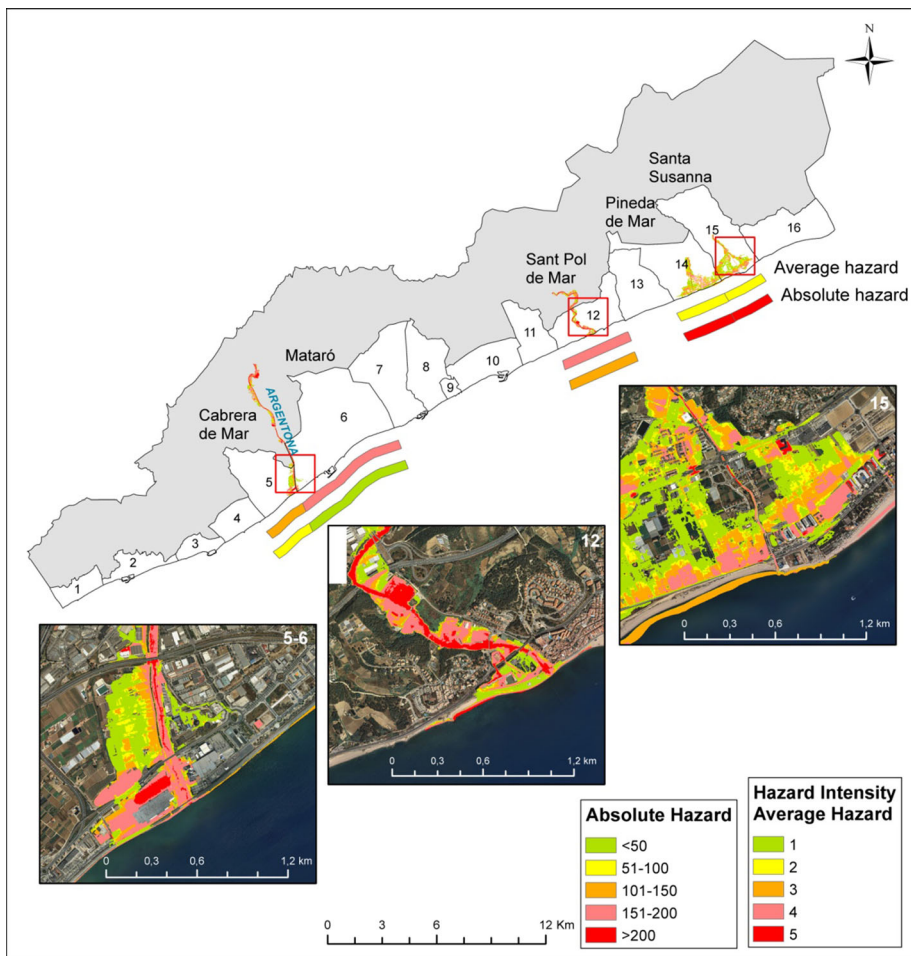 N
Santa
Susanna
Pineda
de Mar
15
16
Sant Pol
de Mar
14
Average hazard
13
Absolute hazard
12
11
Mataró
7
8
10
9
ARGENTONA
6
Cabrera
de Mar
5
4
3
2
1
15
0
0,3
0,6
1,2 km
12
0
0,3
0,6
1,2 km
5-6
0
0,3
0,6
1,2 km
Absolute Hazard
<50
51-100
101-150
151-200
>200
Hazard Intensity
Average Hazard
1
2
3
4
5
0
3
6
12 Km